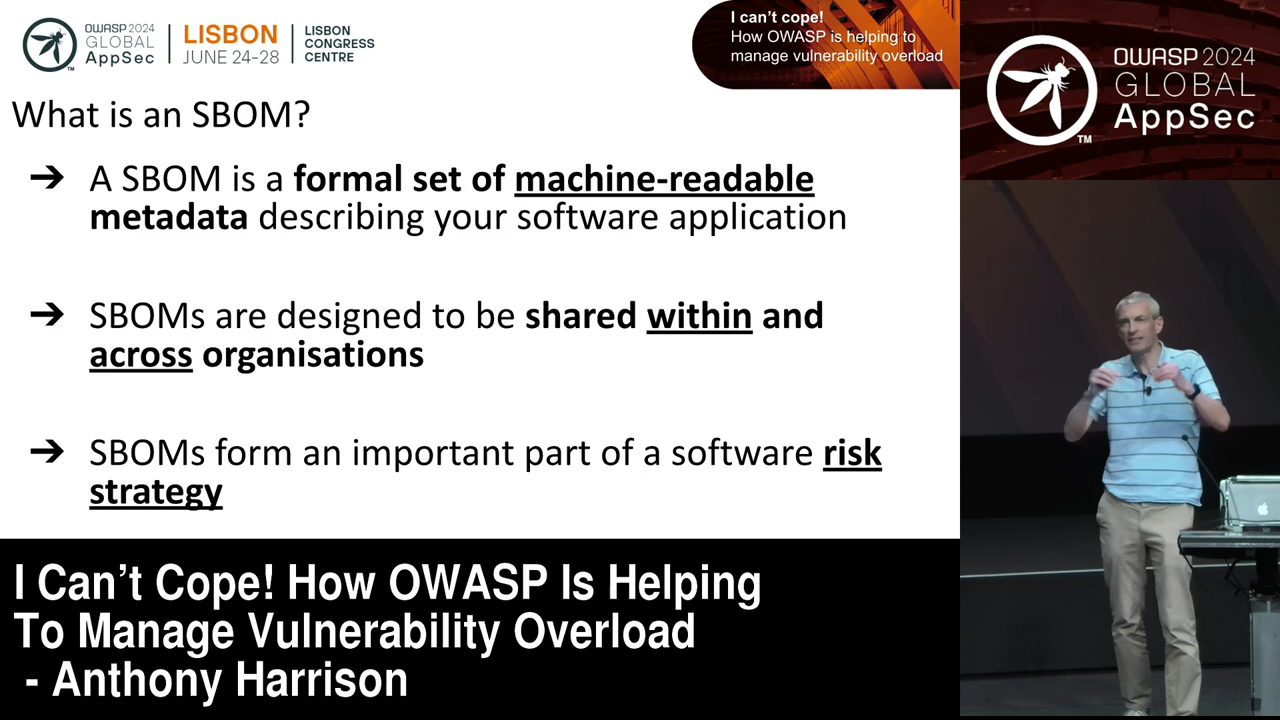 OWASP 2024
GLOBAL
AppSec
TM
LISBON
JUNE 24-28
LISBON
CONGRESS
CENTRE
I can't cope!
How OWASP is helping to
manage vulnerability overload
What is an SBOM?
➔ A SBOM is a formal set of machine-readable
metadata describing your software application
➔ SBOMs are designed to be shared within and
across organisations
➔ SBOMs form an important part of a software risk
strategy
I Can't Cope! How OWASP Is Helping
To Manage Vulnerability Overload
- Anthony Harrison
OWASP 2024
GLOBAL
AppSec
TM